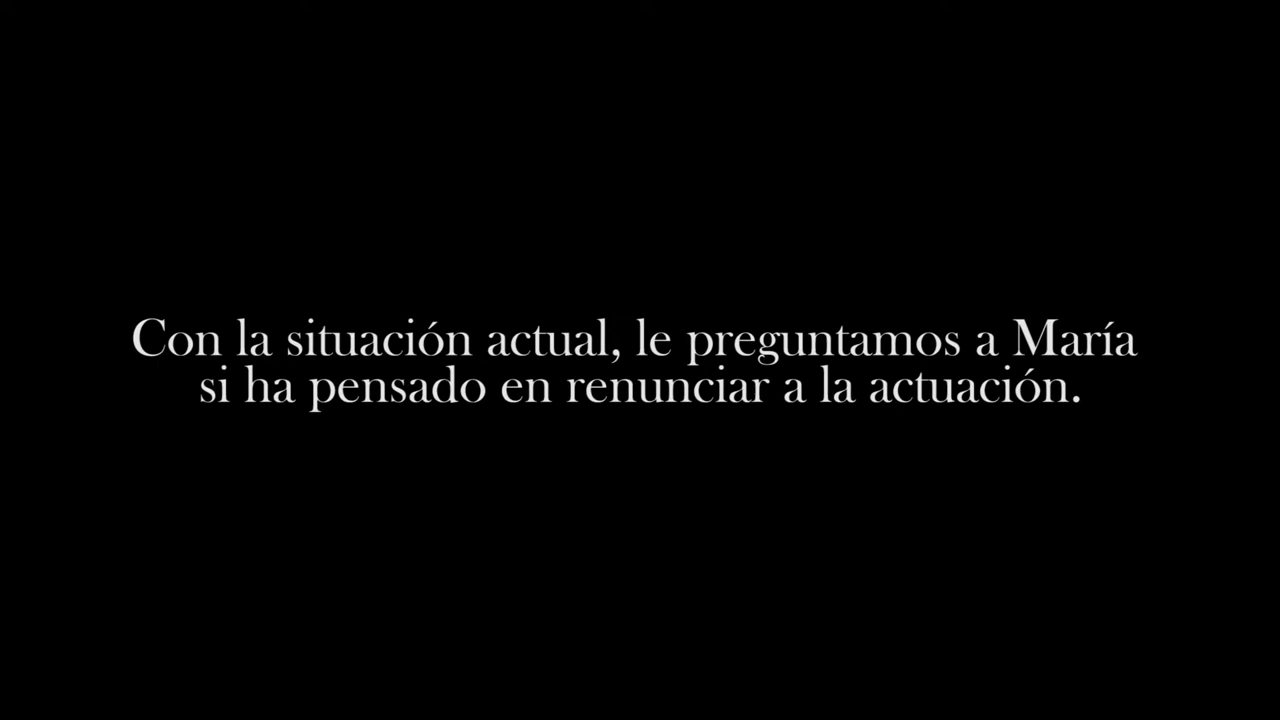 Con la situación actual, le preguntamos a María
si ha pensado en renunciar a la actuación.